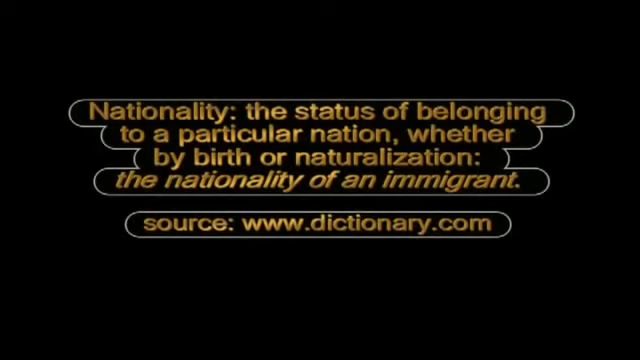 Nationality: the status of belonging
to a particular nation, whether
by birth or naturalization:
the nationality of an immigrant.
source: www.dictionary.com